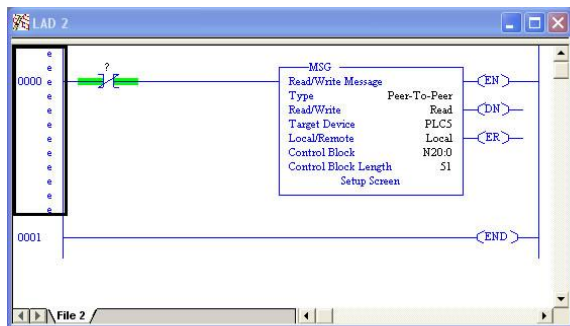 LAD 2
e
e
0000 e
e
e
e
e
e
e
e
e
?
MSG
Read/Write Message
Type Peer-To-Peer
Read/Write Read
Target Device PLC5
Local/Remote Local
Control Block N20:0
Control Block Length 51
Setup Screen
EN
DN
ER
0001
END
File 2